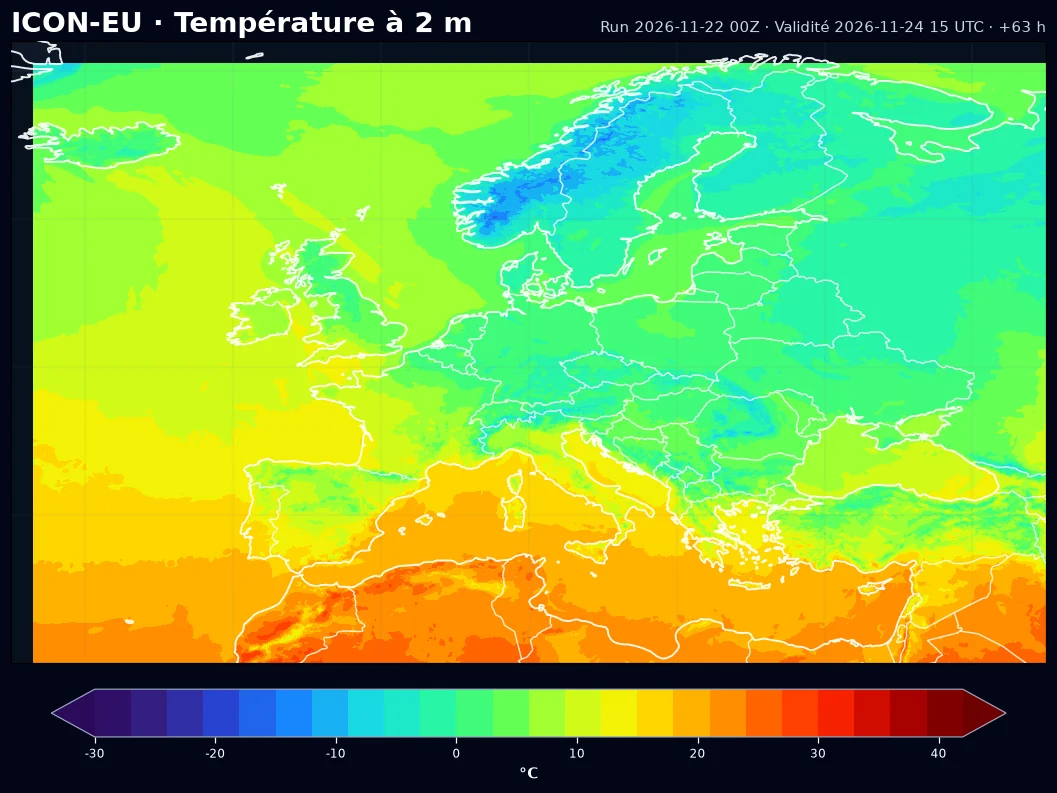 ICON-EU · Température à 2 m
Run 2026-11-22 00Z · Validité 2026-11-24 15 UTC · +63 h
-30 -20 -10 0 10 20 30 40
°C